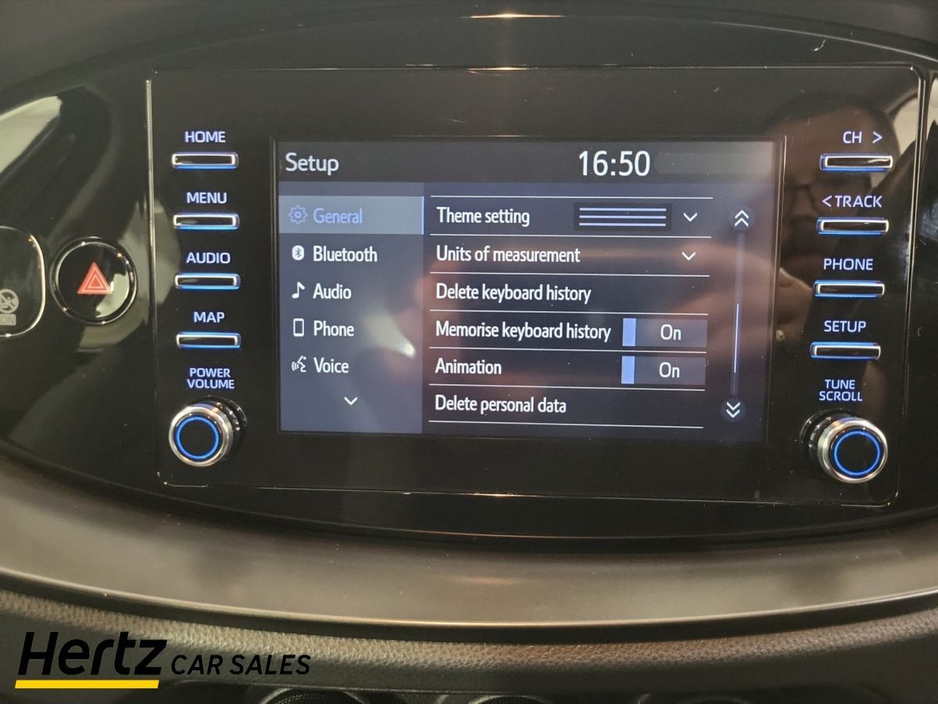 HOME
MENU
AUDIO
MAP
POWER
VOLUME
Setup
16:50
General
Bluetooth
Audio
Phone
Voice
Theme setting
Units of measurement
Delete keyboard history
Memorise keyboard history On
Animation On
Delete personal data
CH >
< TRACK
PHONE
SETUP
TUNE
SCROLL
Hertz CAR SALES